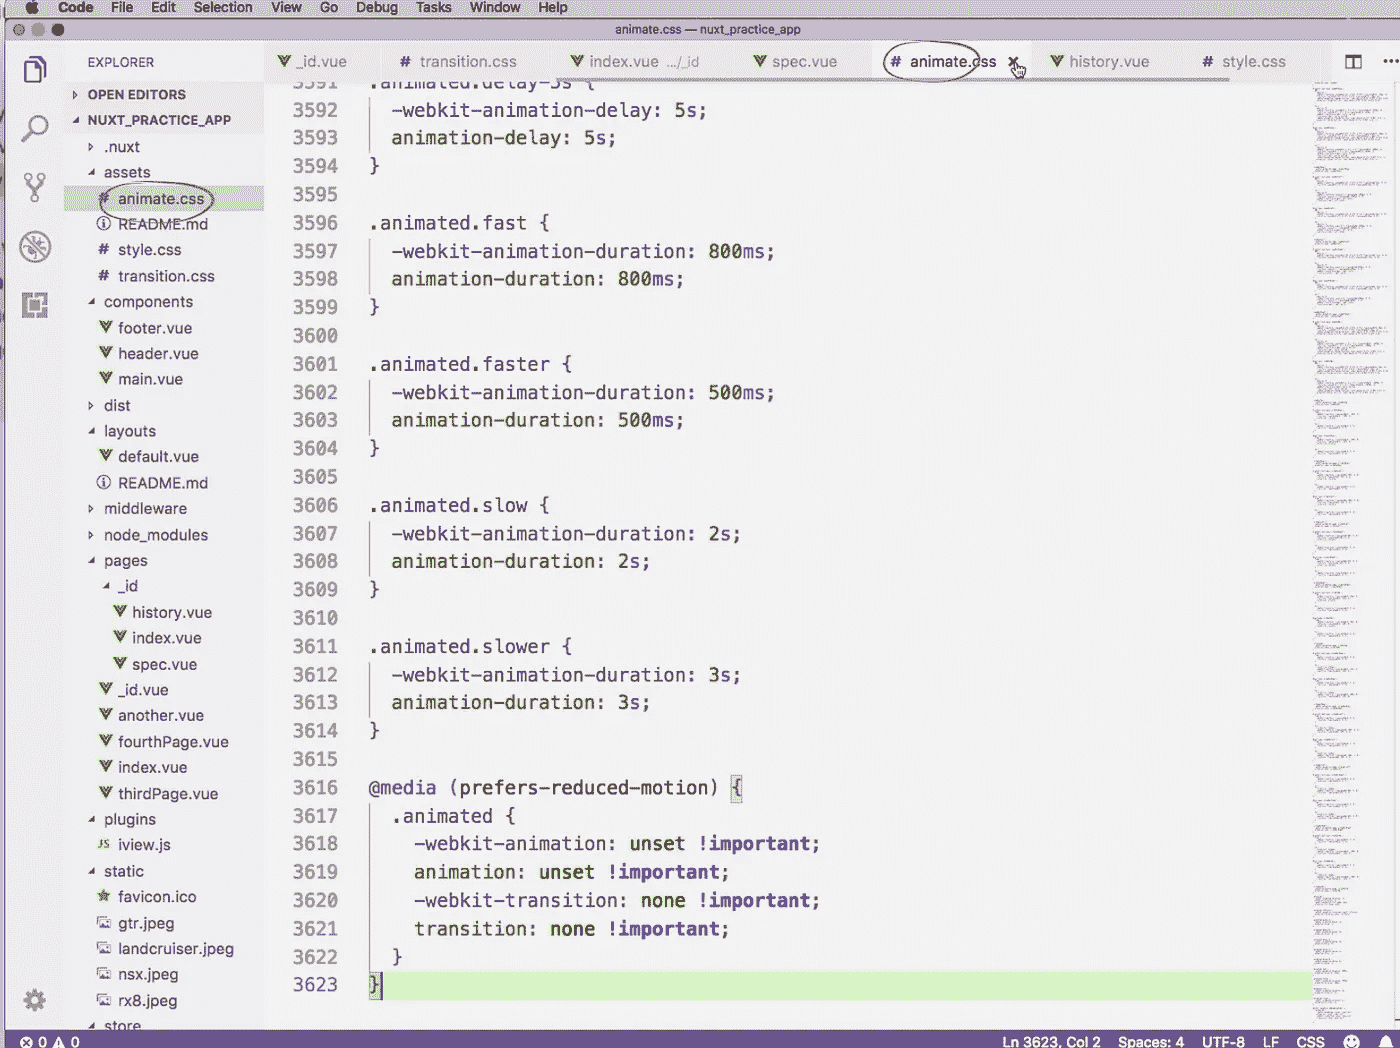 Code File Edit Selection View Go Debug Tasks Window Help
animate.css — nuxt_practice_app
EXPLORER
_id.vue # transition.css index.vue .../_id spec.vue # animate.css history.vue # style.css
OPEN EDITORS
NUXT_PRACTICE_APP
.nuxt
assets
# animate.css
README.md
# style.css
# transition.css
components
footer.vue
header.vue
main.vue
dist
layouts
default.vue
README.md
middleware
node_modules
pages
_id
history.vue
index.vue
spec.vue
_id.vue
another.vue
fourthPage.vue
index.vue
thirdPage.vue
plugins
JS iview.js
static
favicon.ico
gtr.jpeg
landcruiser.jpeg
nsx.jpeg
rx8.jpeg
store
3591 .animated.delay-5s {
3592 -webkit-animation-delay: 5s;
3593 animation-delay: 5s;
3594 }
3595
3596 .animated.fast {
3597 -webkit-animation-duration: 800ms;
3598 animation-duration: 800ms;
3599 }
3600
3601 .animated.faster {
3602 -webkit-animation-duration: 500ms;
3603 animation-duration: 500ms;
3604 }
3605
3606 .animated.slow {
3607 -webkit-animation-duration: 2s;
3608 animation-duration: 2s;
3609 }
3610
3611 .animated.slower {
3612 -webkit-animation-duration: 3s;
3613 animation-duration: 3s;
3614 }
3615
3616 @media (prefers-reduced-motion) {
3617 .animated {
3618 -webkit-animation: unset !important;
3619 animation: unset !important;
3620 -webkit-transition: none !important;
3621 transition: none !important;
3622 }
3623 }
0 0 Ln 3623, Col 2 Spaces: 4 UTF-8 LF CSS